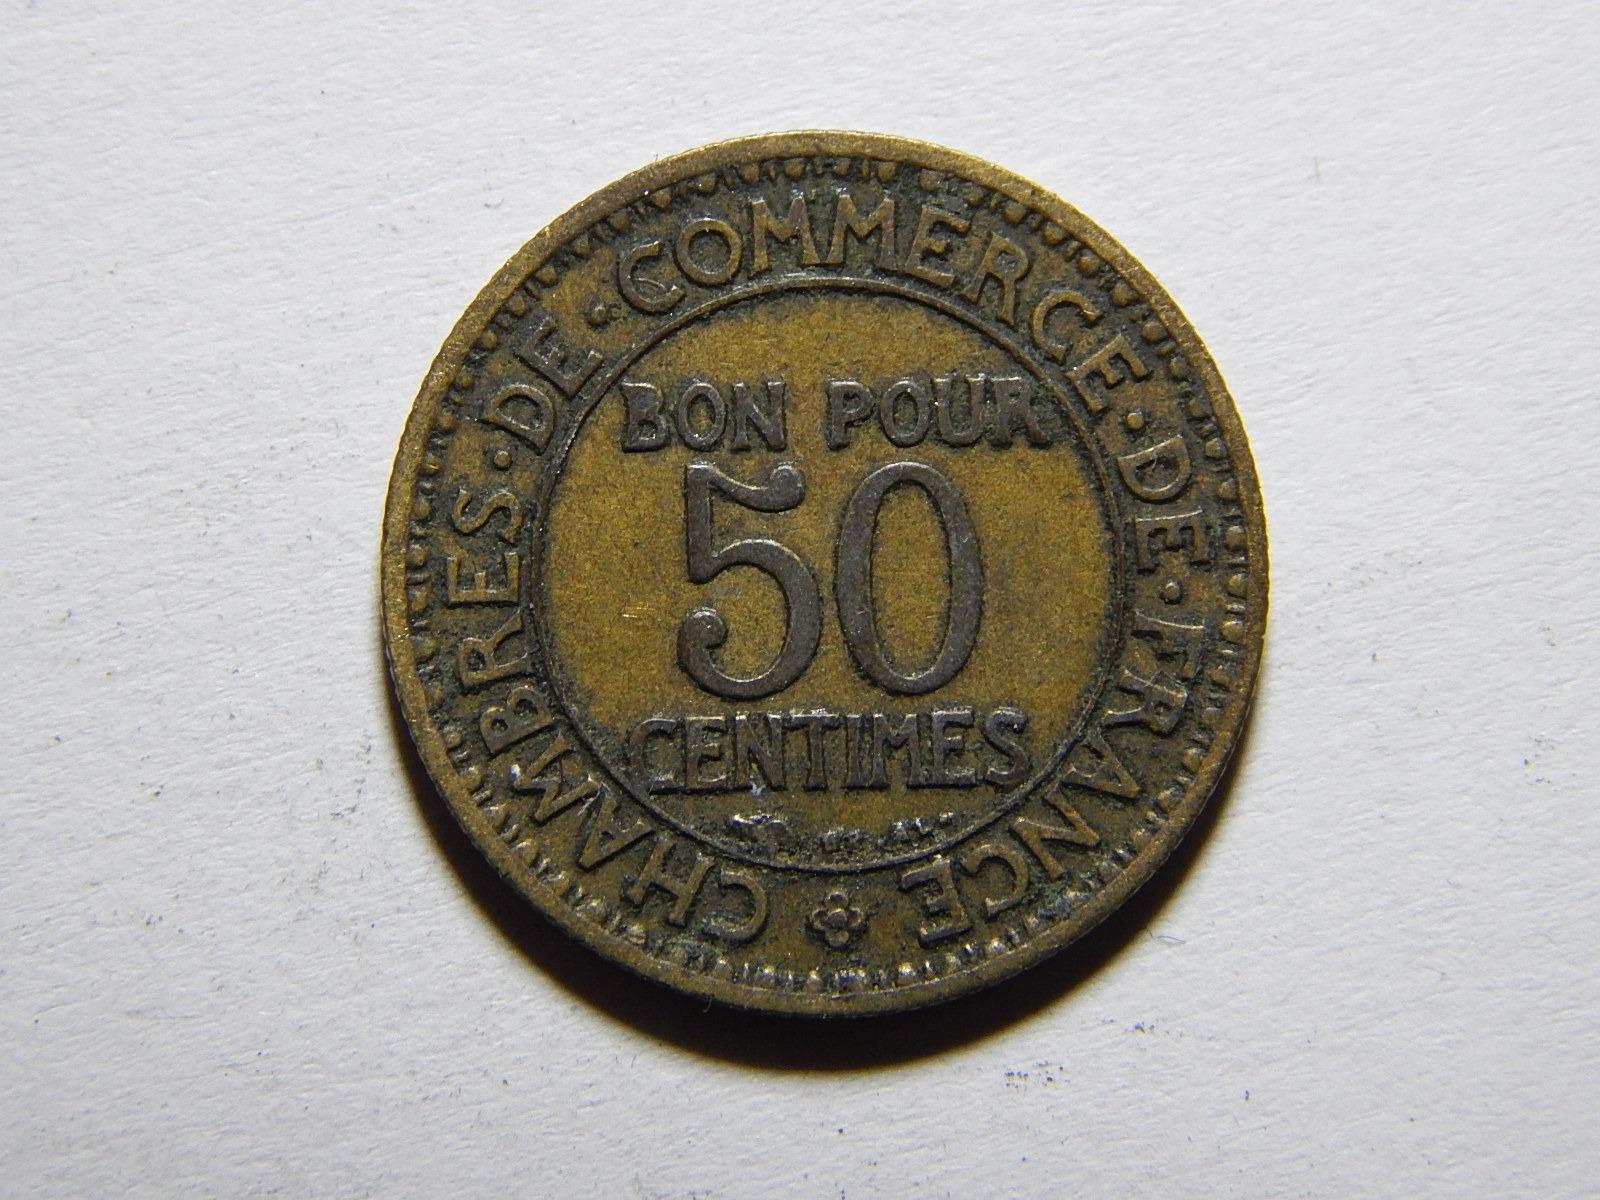 CHAMBRES·DE·COMMERCE·DE·FRANCE
BON POUR
50
CENTIMES